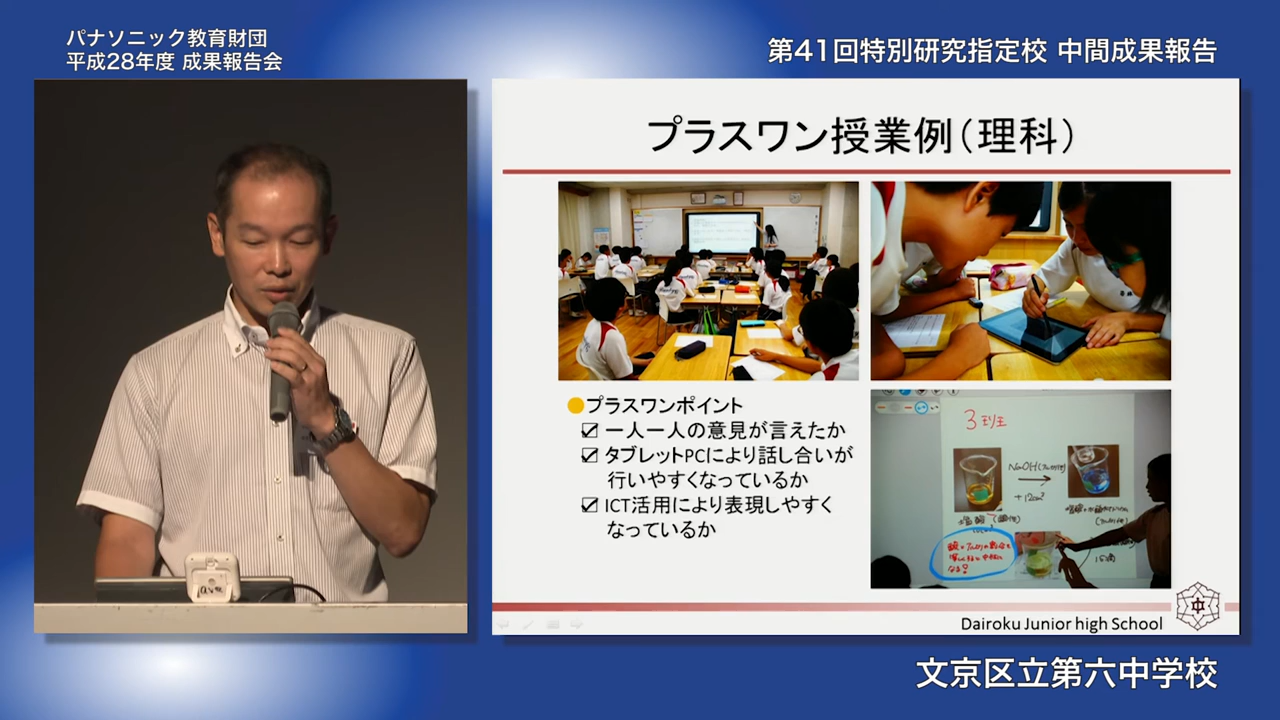 パナソニック教育財団
平成28年度 成果報告会
第41回特別研究指定校 中間成果報告
プラスワン授業例（理科）
プラスワンポイント
一人一人の意見が言えたか
タブレットPCにより話し合いが
行いやすくなっているか
ICT活用により表現しやすく
なっているか
3班
NaOH
+12cm³
中
Dairoku Junior high School
文京区立第六中学校